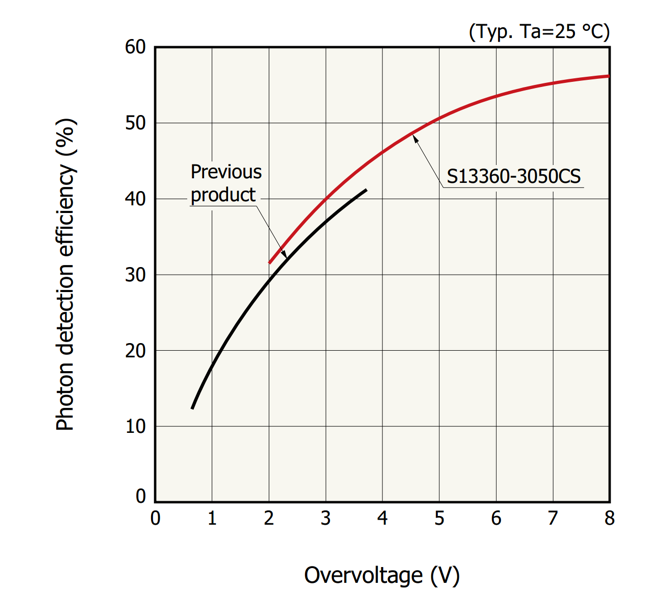 (Typ. Ta=25 °C)
60
50
40
30
20
10
0
Photon detection efficiency (%)
Previous
product
S13360-3050CS
0 1 2 3 4 5 6 7 8
Overvoltage (V)